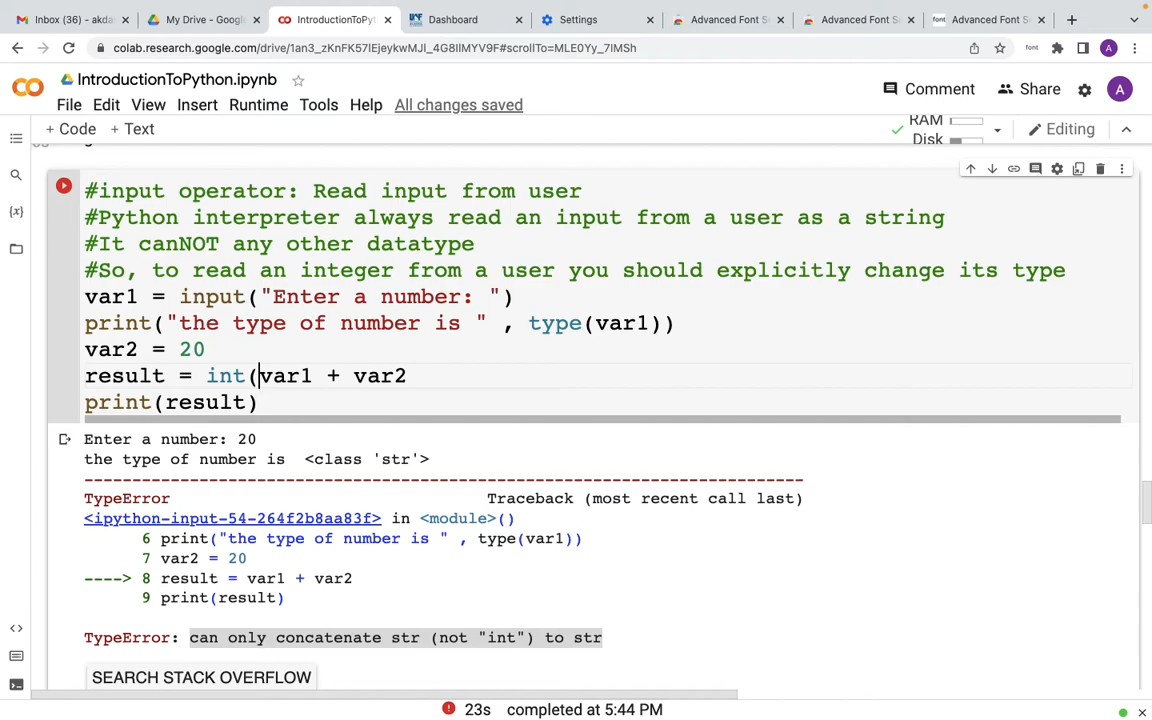 Inbox (16) - akda
My Drive - Googl
IntroductionToPyt
Dashboard
Settings
Advanced Font Se
Advanced Font Se
font
Advanced Font Se
colab.research.google.com/drive/1an3_zKnFK57IEjeykwMJI_4G8IIMYV9F#scrollTo=MLE0Yy_7lMSh
font
A
IntroductionToPython.ipynb
Comment
Share
A
File Edit View Insert Runtime Tools Help All changes saved
+ Code + Text
RAM
Disk
Editing
#input operator: Read input from user
#Python interpreter always read an input from a user as a string
#It canNOT any other datatype
#So, to read an integer from a user you should explicitly change its type
var1 = input("Enter a number: ")
print("the type of number is " , type(var1))
var2 = 20
result = int(var1 + var2
print(result)
Enter a number: 20
the type of number is  <class 'str'>
---------------------------------------------------------------------------
TypeError Traceback (most recent call last)
<ipython-input-54-264f2b8aa83f> in <module>()
6 print("the type of number is " , type(var1))
7 var2 = 20
----> 8 result = var1 + var2
9 print(result)
TypeError: can only concatenate str (not "int") to str
SEARCH STACK OVERFLOW
23s completed at 5:44 PM